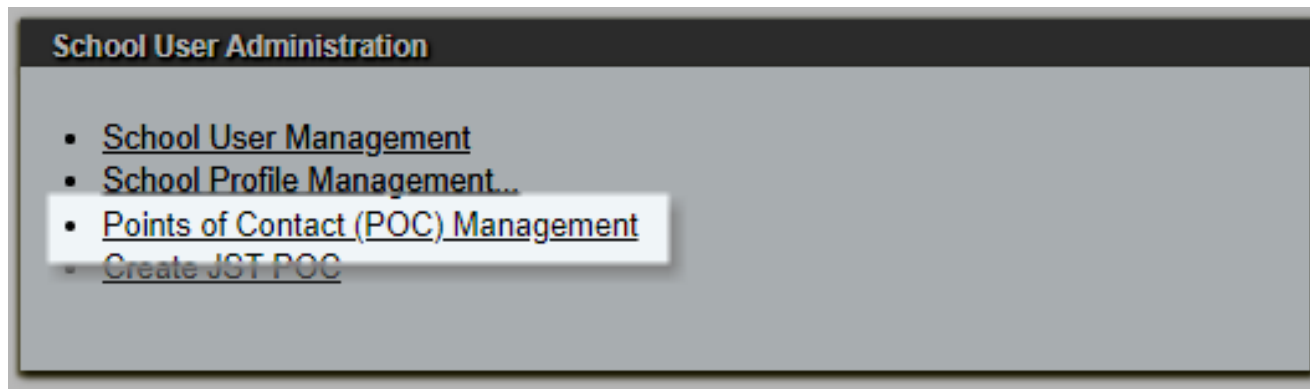 School User Administration
• School User Management
• School Profile Management...
• Points of Contact (POC) Management
• Create JST POC